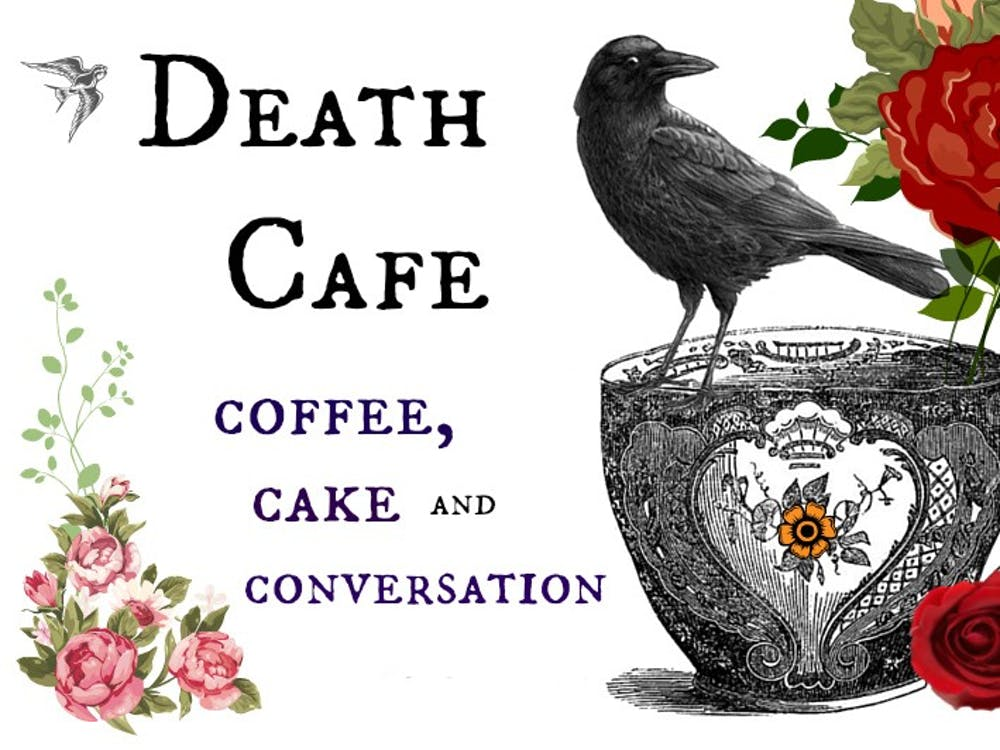 Death
Cafe
COFFEE,
CAKE AND
CONVERSATION